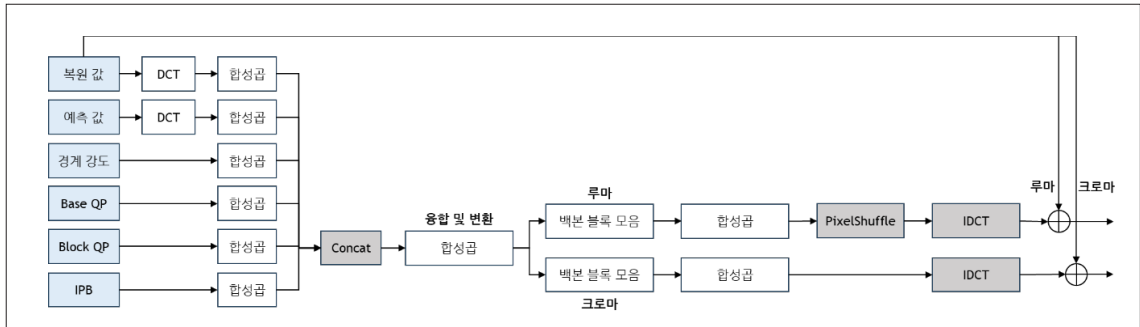 복원 값 DCT 합성곱
예측 값 DCT 합성곱
경계 강도 합성곱
Base QP 합성곱
Block QP 합성곱
IPB 합성곱
Concat
융합 및 변환
합성곱
루마
백본 블록 모음 합성곱 PixelShuffle IDCT
루마 크로마
백본 블록 모음 합성곱 IDCT
크로마